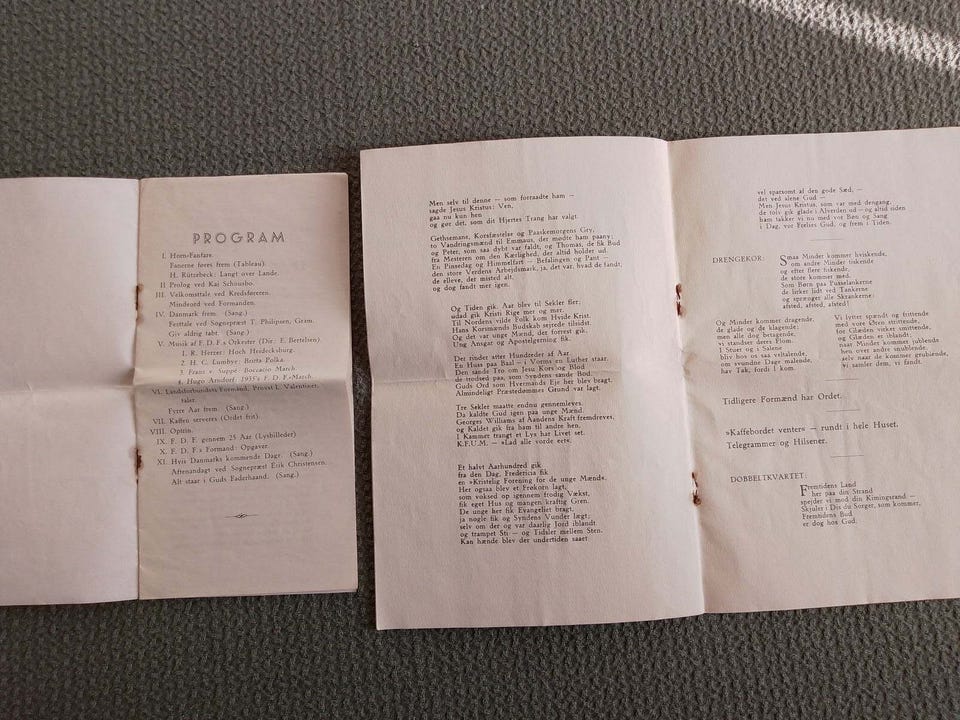 PROGRAM
I. Horn-Fanfare.
Fanerne føres frem (Tableau).
H. Rützebeck: Langt over Lande.
II. Prolog ved Kai Schousbo.
III. Velkomsttale ved Kredsføreren.
Mindeord ved Formanden.
IV. Danmark frem. (Sang.)
Festtale ved Sognepræst T. Philipsen, Gram.
Giv aldrig tabt. (Sang.)
V. Musik af F. D. F.s Orkester (Dir.: E. Bertelsen).
1. R. Herzer: Hoch Heidecksburg.
2. H. C. Lumbye: Britta-Polka.
3. Franz v. Suppé: Boccacio March.
4. Hugo Arndorf: 1935's F. D. F.-March.
VI. Landsforbundets Formand, Provst L. Valentiner,
taler.
Fyrre Aar frem. (Sang.)
VII. Kaffen serveres (Ordet frit).
VIII. Optrin.
IX. F. D. F. gennem 25 Aar (Lysbilleder)
X. F. D. F.s Formand: Opgaver.
XI. Hvis Danmarks kommende Dage. (Sang.)
Aftenandagt ved Sognepræst Erik Christensen.
Alt staar i Guds Faderhaand. (Sang.)
Men selv til denne — som forraadte ham —
sagde Jesus Kristus: Ven,
gaa nu kun hen
og gør det, som dit Hjertes Trang har valgt.
Gethsemane, Korsfæstelse og Paaskemorgens Gry,
to Vandringsmænd til Emmaus, der mødte ham paany;
og Peter, som saa dybt var faldt, og Thomas, de fik Bud
fra Mesteren om den Kærlighed, der altid holder ud.
En Pinsedag og Himmelfart — Befalingen og Pant —
den store Verdens Arbejdsmark, ja, det var, hvad de fandt,
de elleve, der misted alt,
og dog fandt mer igen.
Og Tiden gik. Aar blev til Sekler fler;
udad gik Kristi Rige mer og mer.
Til Nordens vilde Folk kom Hvide Krist.
Hans Korsmænds Budskab sejrede tilsidst.
Og det var unge Mænd, der forrest gik.
Ung Ansgar og Apostelgerning fik.
Der rinder atter Hundreder af Aar.
En Huss paa Baal — i Vorms en Luther staar.
Den sande Tro om Jesu Kors og Blod
de trodsed paa, som Syndens sande Bod.
Guds Ord som Hvermands Eje her blev bragt.
Almindeligt Præstedømmes Grund var lagt.
Tre Sekler maatte endnu gennemleves.
Da kaldte Gud igen paa unge Mænd.
Georges Williams af Aandens Kraft fremdreves,
og Kaldet gik fra ham til andre hen.
I Kammer trangt et Lys har Livet set.
K.F.U.M. — »Lad alle vorde eet«.
Et halvt Aarhundred gik
fra den Dag, Fredericia fik
en »Kristelig Forening for de unge Mænd«.
Her ogsaa blev et Frøkorn lagt,
som voksed op igennem frodig Vækst,
fik eget Hus og mangen kraftig Gren.
De unge her fik Evangeliet bragt,
ja nogle fik og Syndens Vunder lægt;
selv om der og var daarlig Jord iblandt
og trampet Sti — og Tidsler mellem Sten.
Kan hænde blev der undertiden saaet
vel sparsomt af den gode Sæd, —
det ved alene Gud —
Men Jesus Kristus, som var med dengang,
de tolv gik glade i Alverden ud — og altid siden
ham takker vi nu med vor Bøn og Sang
i Dag, vor Forliss Gud, og frem i Tiden.
DRENGEKOR:
Smaa Minder kommer hviskende,
som andre Minder tiskende
og efter flere fiskende,
de store kommer med.
Som Børn paa Pusselankerne
de lirker lidt ved Tankerne
og sprænger alle Skrankerne:
afsted, afsted, afsted!
Og Minder kommer dragende,
de glade og de klagende;
men alting blev behagende,
vi standser deres Flom.
I Stuer og i Salene
bliv hos os saa veltalende,
om svundne Dage malende,
hav Tak, fordi I kom.
Vi lytter spændt og frittende
med vore Øren strittende,
for Glæden virker smittende,
og Glæden er iblandt.
naar Minder kommer jublende
hen over andre snublende,
selv naar de kommer grublende,
vi samler dem, vi fandt.
Tidligere Formænd har Ordet.
»Kaffebordet venter« — rundt i hele Huset.
Telegrammer og Hilsener.
DOBBELTKVARTET:
Fremtidens Land
her paa din Strand
spejder vi mod din Kimingsrand —
Skjuler i Dis du Sorger, som kommer,
Fremtidens Bud
er dog hos Gud.